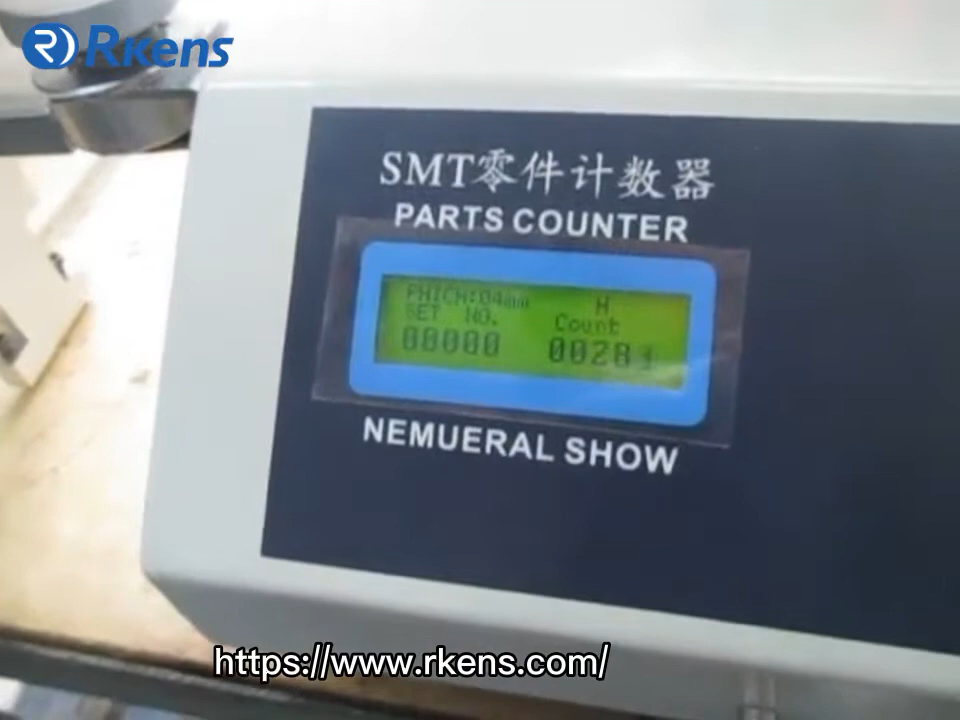 Rkens
SMT零件计数器
PARTS COUNTER
PHICH:04mm H
SET NO. Count
00000
NEMUERAL SHOW
https://www.rkens.com/